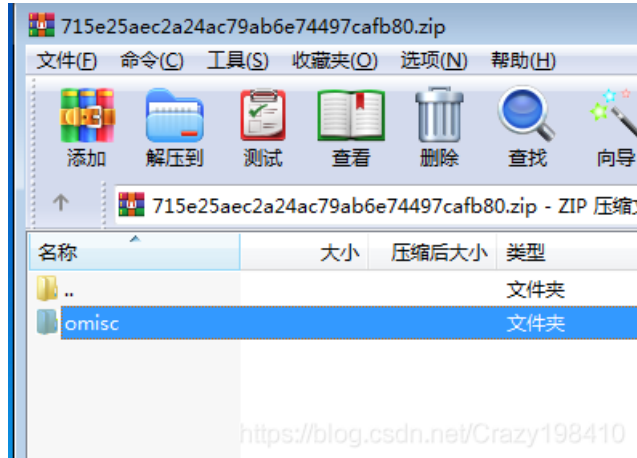 715e25aec2a24ac79ab6e74497cafb80.zip
文件(F) 命令(C) 工具(S) 收藏夹(O) 选项(N) 帮助(H)
添加 解压到 测试 查看 删除 查找 向导
715e25aec2a24ac79ab6e74497cafb80.zip - ZIP 压缩
名称 大小 压缩后大小 类型
.. 文件夹
omisc 文件夹
https://blog.csdn.net/Crazy198410